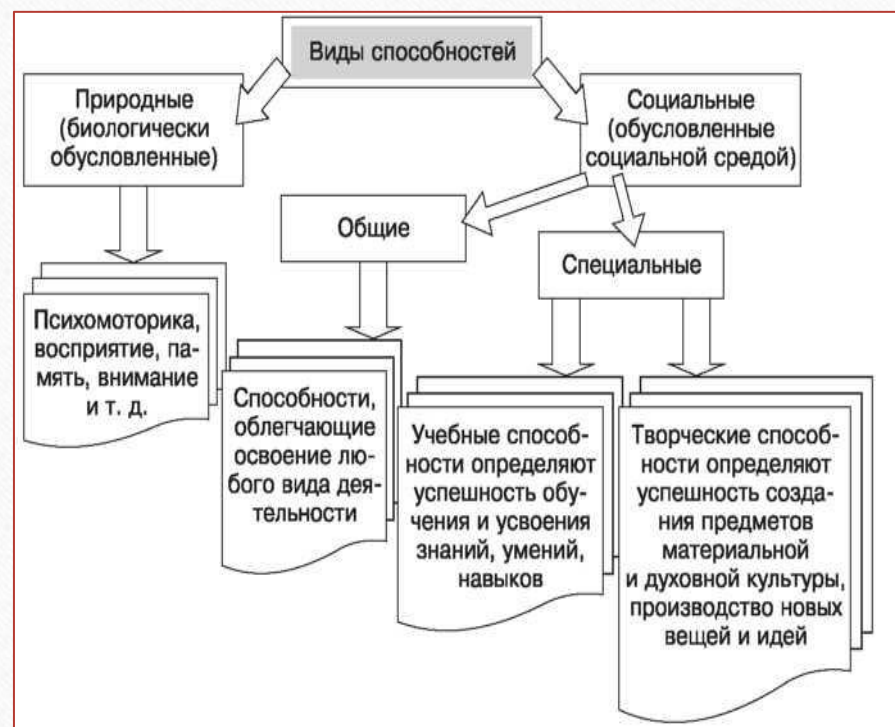 Виды способностей
Природные
(биологически
обусловленные)
Социальные
(обусловленные
социальной средой)
Общие
Специальные
Психомоторика,
восприятие, па-
мять, внимание
и т. д.
Способности,
облегчающие
освоение лю-
бого вида дея-
тельности
Учебные способ-
ности определяют
успешность обу-
чения и усвоения
знаний, умений,
навыков
Творческие способ-
ности определяют
успешность созда-
ния предметов
материальной
и духовной культуры,
производство новых
вещей и идей